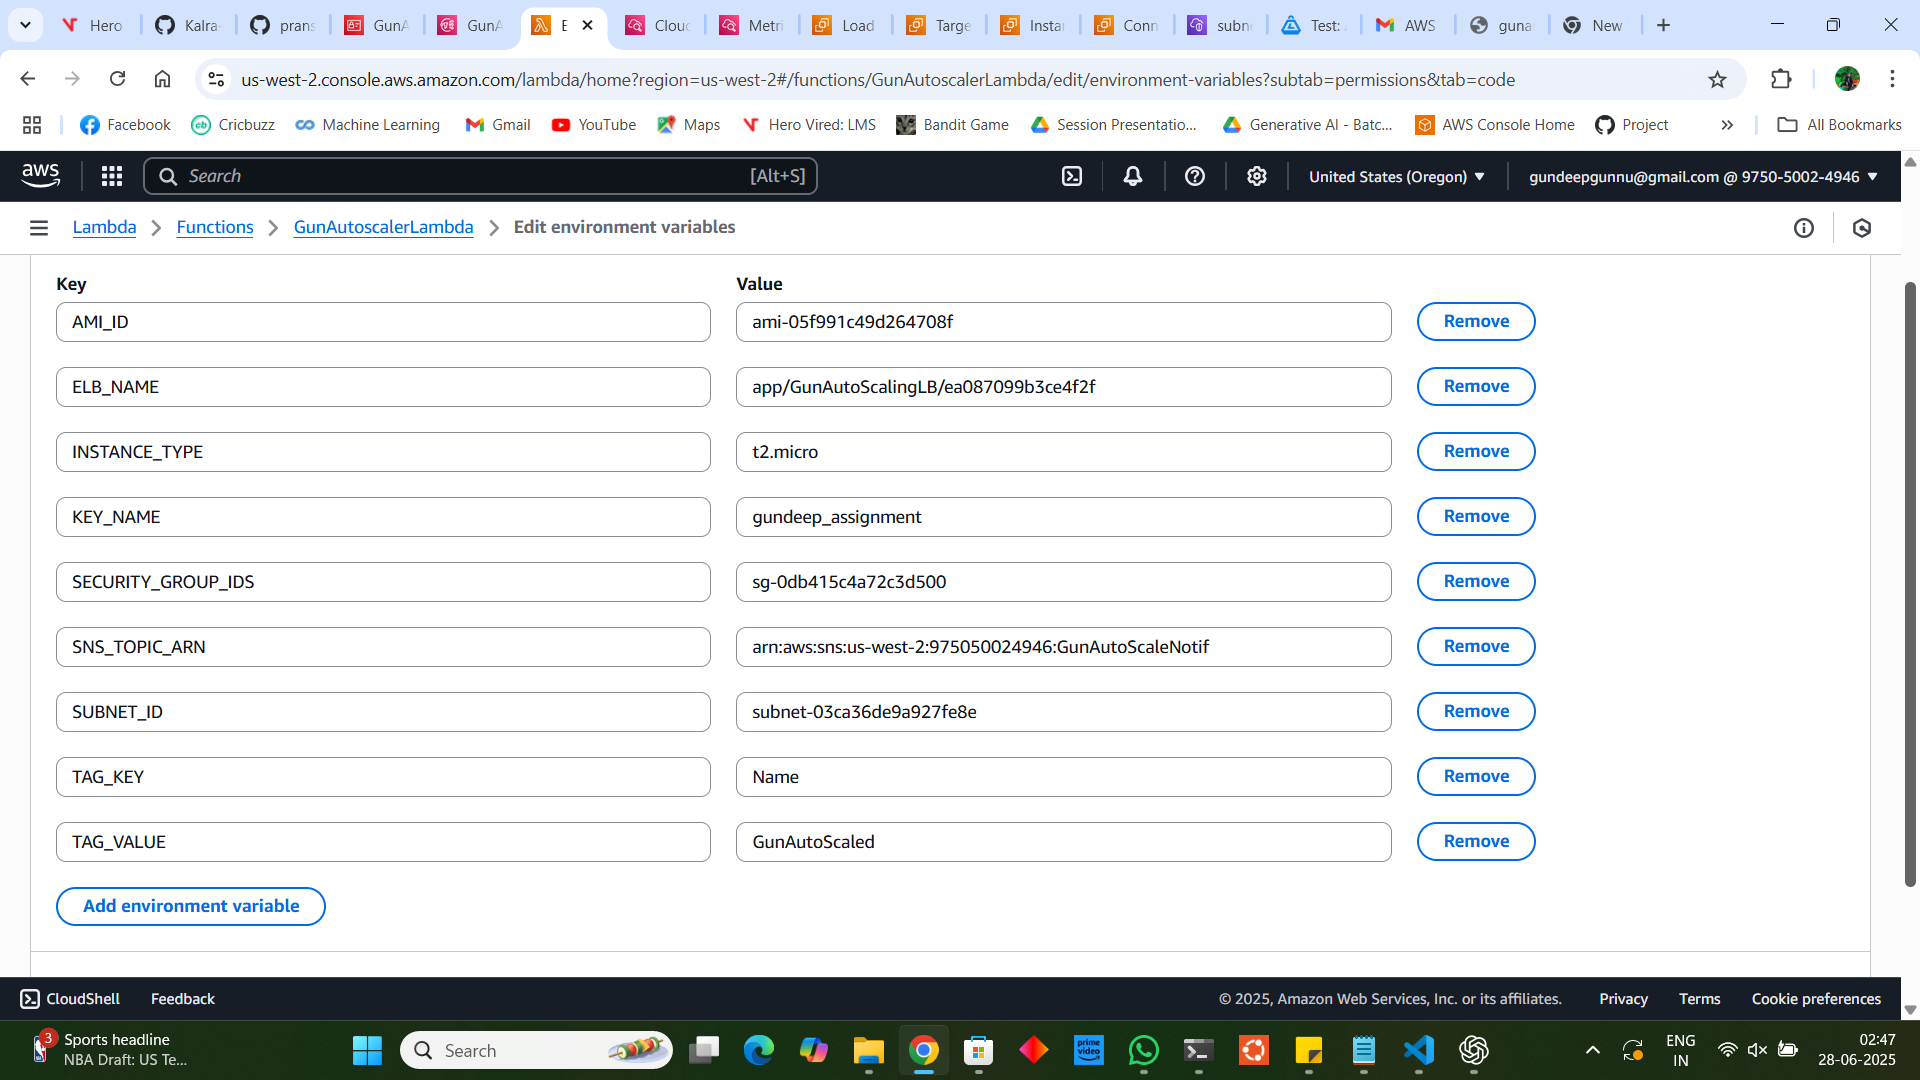 Hero
Kalra-
prans
GunA
GunA
E
Cloud
Metri
Load
Targe
Instan
Conn
subne
Test:
AWS
guna
New
us-west-2.console.aws.amazon.com/lambda/home?region=us-west-2#/functions/GunAutoscalerLambda/edit/environment-variables?subtab=permissions&tab=code
Facebook
Cricbuzz
Machine Learning
Gmail
YouTube
Maps
Hero Vired: LMS
Bandit Game
Session Presentatio...
Generative AI - Batc...
AWS Console Home
Project
All Bookmarks
aws
Search [Alt+S]
United States (Oregon)
gundeepgunnu@gmail.com @ 9750-5002-4946
Lambda
Functions
GunAutoscalerLambda
Edit environment variables
Key Value
AMI_ID ami-05f991c49d264708f Remove
ELB_NAME app/GunAutoScalingLB/ea087099b3ce4f2f Remove
INSTANCE_TYPE t2.micro Remove
KEY_NAME gundeep_assignment Remove
SECURITY_GROUP_IDS sg-0db415c4a72c3d500 Remove
SNS_TOPIC_ARN arn:aws:sns:us-west-2:975050024946:GunAutoScaleNotif Remove
SUBNET_ID subnet-03ca36de9a927fe8e Remove
TAG_KEY Name Remove
TAG_VALUE GunAutoScaled Remove
Add environment variable
CloudShell Feedback
© 2025, Amazon Web Services, Inc. or its affiliates. Privacy Terms Cookie preferences
3
Sports headline
NBA Draft: US Te...
Search
prime video
ENG
IN
02:47
28-06-2025